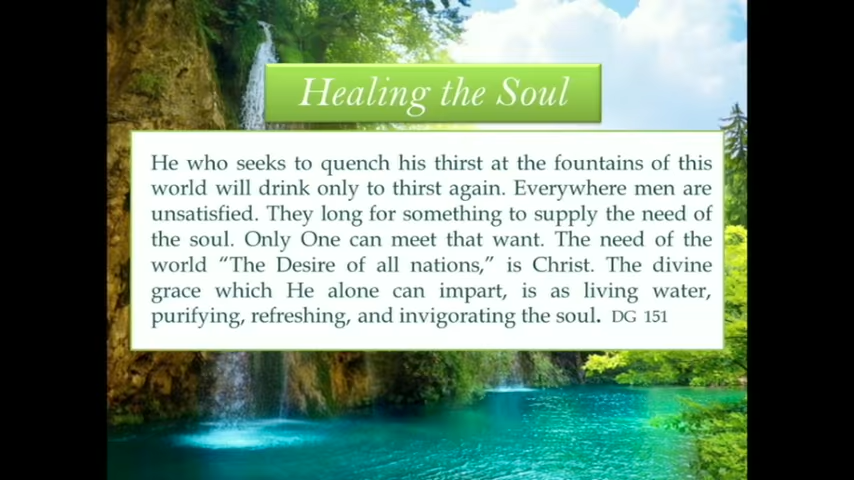 Healing the Soul
He who seeks to quench his thirst at the fountains of this
world will drink only to thirst again. Everywhere men are
unsatisfied. They long for something to supply the need of
the soul. Only One can meet that want. The need of the
world “The Desire of all nations,” is Christ. The divine
grace which He alone can impart, is as living water,
purifying, refreshing, and invigorating the soul. DG 151